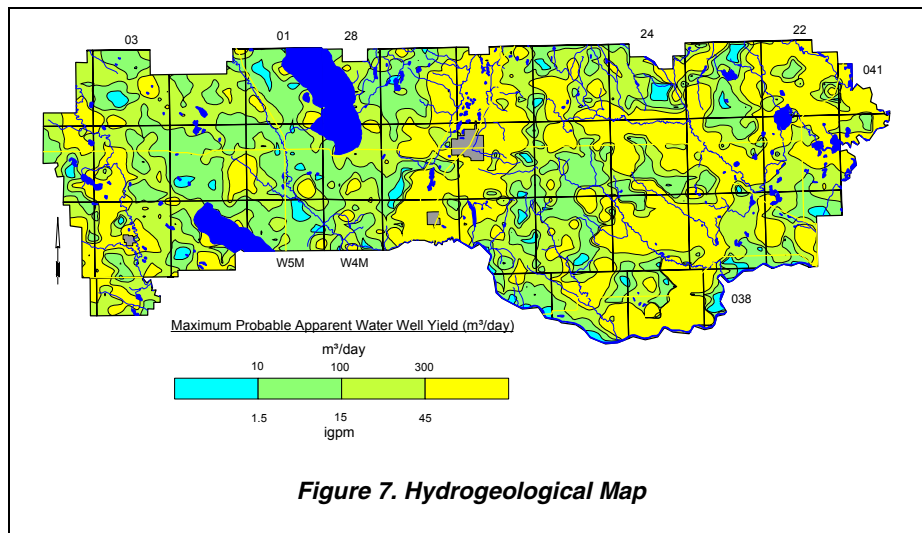 03 01 28 24 22
041
W5M W4M
038
Maximum Probable Apparent Water Well Yield (m³/day)
m³/day
10 100 300
1.5 15 45
igpm
Figure 7. Hydrogeological Map